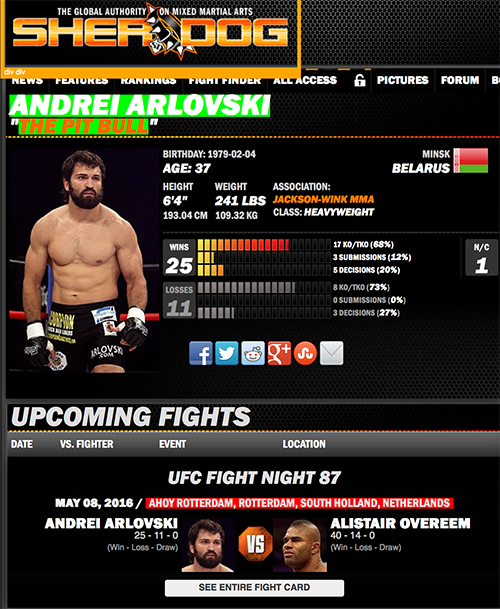 THE GLOBAL AUTHORITY ON MIXED MARTIAL ARTS
SHERDOG
div div
NEWS FEATURES RANKINGS FIGHT FINDER ALL ACCESS PICTURES FORUM B
ANDREI ARLOVSKI
"THE PIT BULL"
BIRTHDAY: 1979-02-04
AGE: 37
MINSK
BELARUS
HEIGHT WEIGHT ASSOCIATION:
6'4" 241 LBS JACKSON-WINK MMA
193.04 CM 109.32 KG CLASS: HEAVYWEIGHT
WINS
25
17 KO/TKO (68%)
3 SUBMISSIONS (12%)
5 DECISIONS (20%)
N/C
1
LOSSES
11
8 KO/TKO (73%)
0 SUBMISSIONS (0%)
3 DECISIONS (27%)
SCORPION
ARLOVSKI
.COM
UPCOMING FIGHTS
DATE VS. FIGHTER EVENT LOCATION
UFC FIGHT NIGHT 87
MAY 08, 2016 / AHOY ROTTERDAM, ROTTERDAM, SOUTH HOLLAND, NETHERLANDS
ANDREI ARLOVSKI
25 - 11 - 0
(Win - Loss - Draw)
VS
ALISTAIR OVEREEM
40 - 14 - 0
(Win - Loss - Draw)
SEE ENTIRE FIGHT CARD